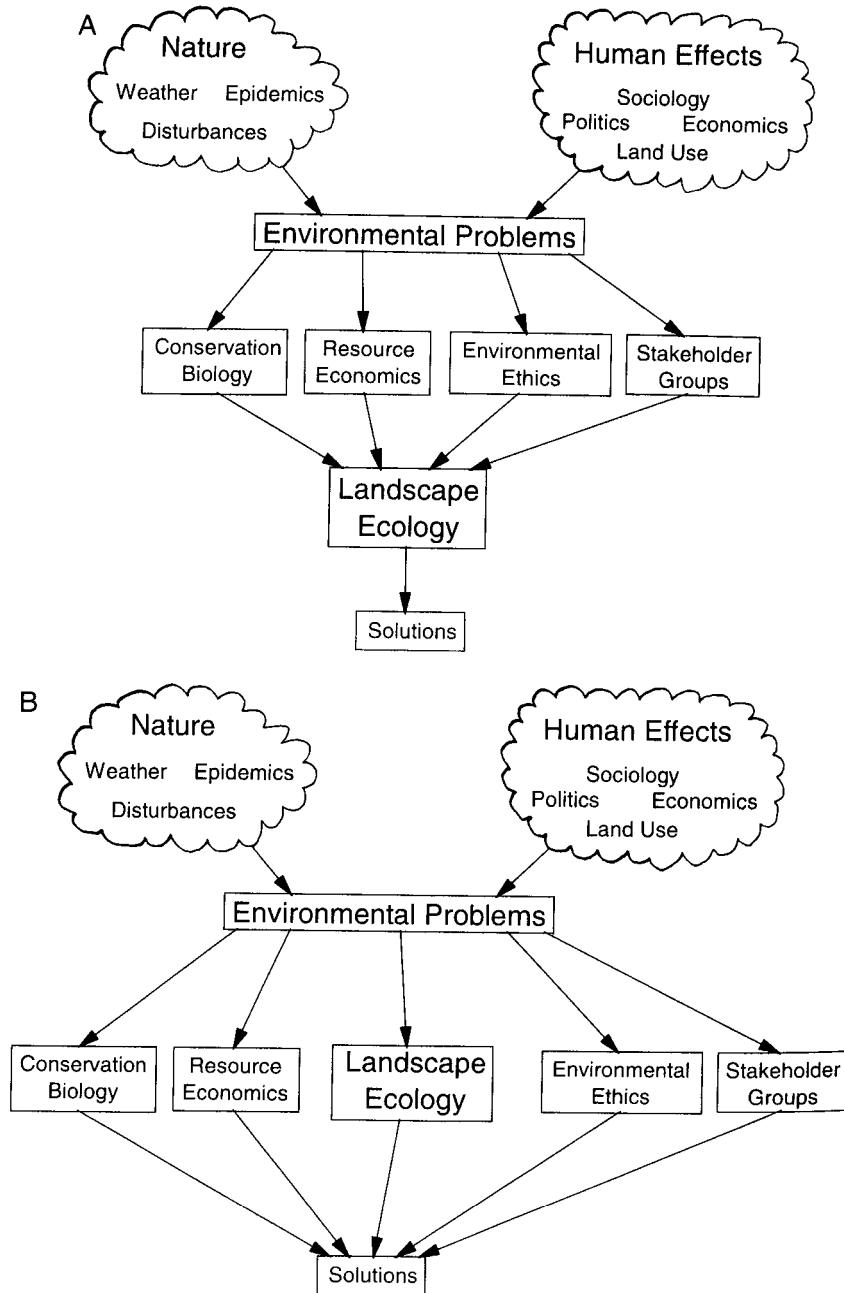 A
Nature
Weather Epidemics
Disturbances
Human Effects
Sociology
Politics Economics
Land Use
Environmental Problems
Conservation
Biology
Resource
Economics
Environmental
Ethics
Stakeholder
Groups
Landscape
Ecology
Solutions
B
Nature
Weather Epidemics
Disturbances
Human Effects
Sociology
Politics Economics
Land Use
Environmental Problems
Conservation
Biology
Resource
Economics
Landscape
Ecology
Environmental
Ethics
Stakeholder
Groups
Solutions